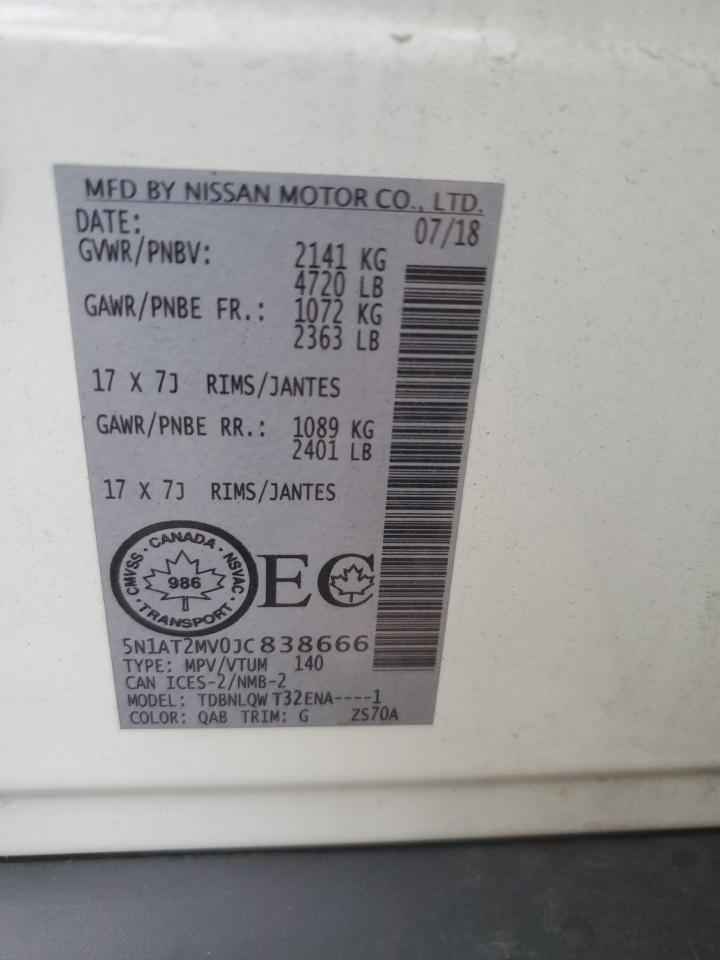 MFD BY NISSAN MOTOR CO., LTD.
DATE: 07/18
GVWR/PNBV: 2141 KG
4720 LB
GAWR/PNBE FR.: 1072 KG
2363 LB
17 X 7J RIMS/JANTES
GAWR/PNBE RR.: 1089 KG
2401 LB
17 X 7J RIMS/JANTES
CMVSS · CANADA · NSVAC · TRANSPORT ·
986
EC
5N1AT2MV0JC838666
TYPE: MPV/VTUM 140
CAN ICES-2/NMB-2
MODEL: TDBNLQW T32ENA----1
COLOR: QAB TRIM: G ZS70A